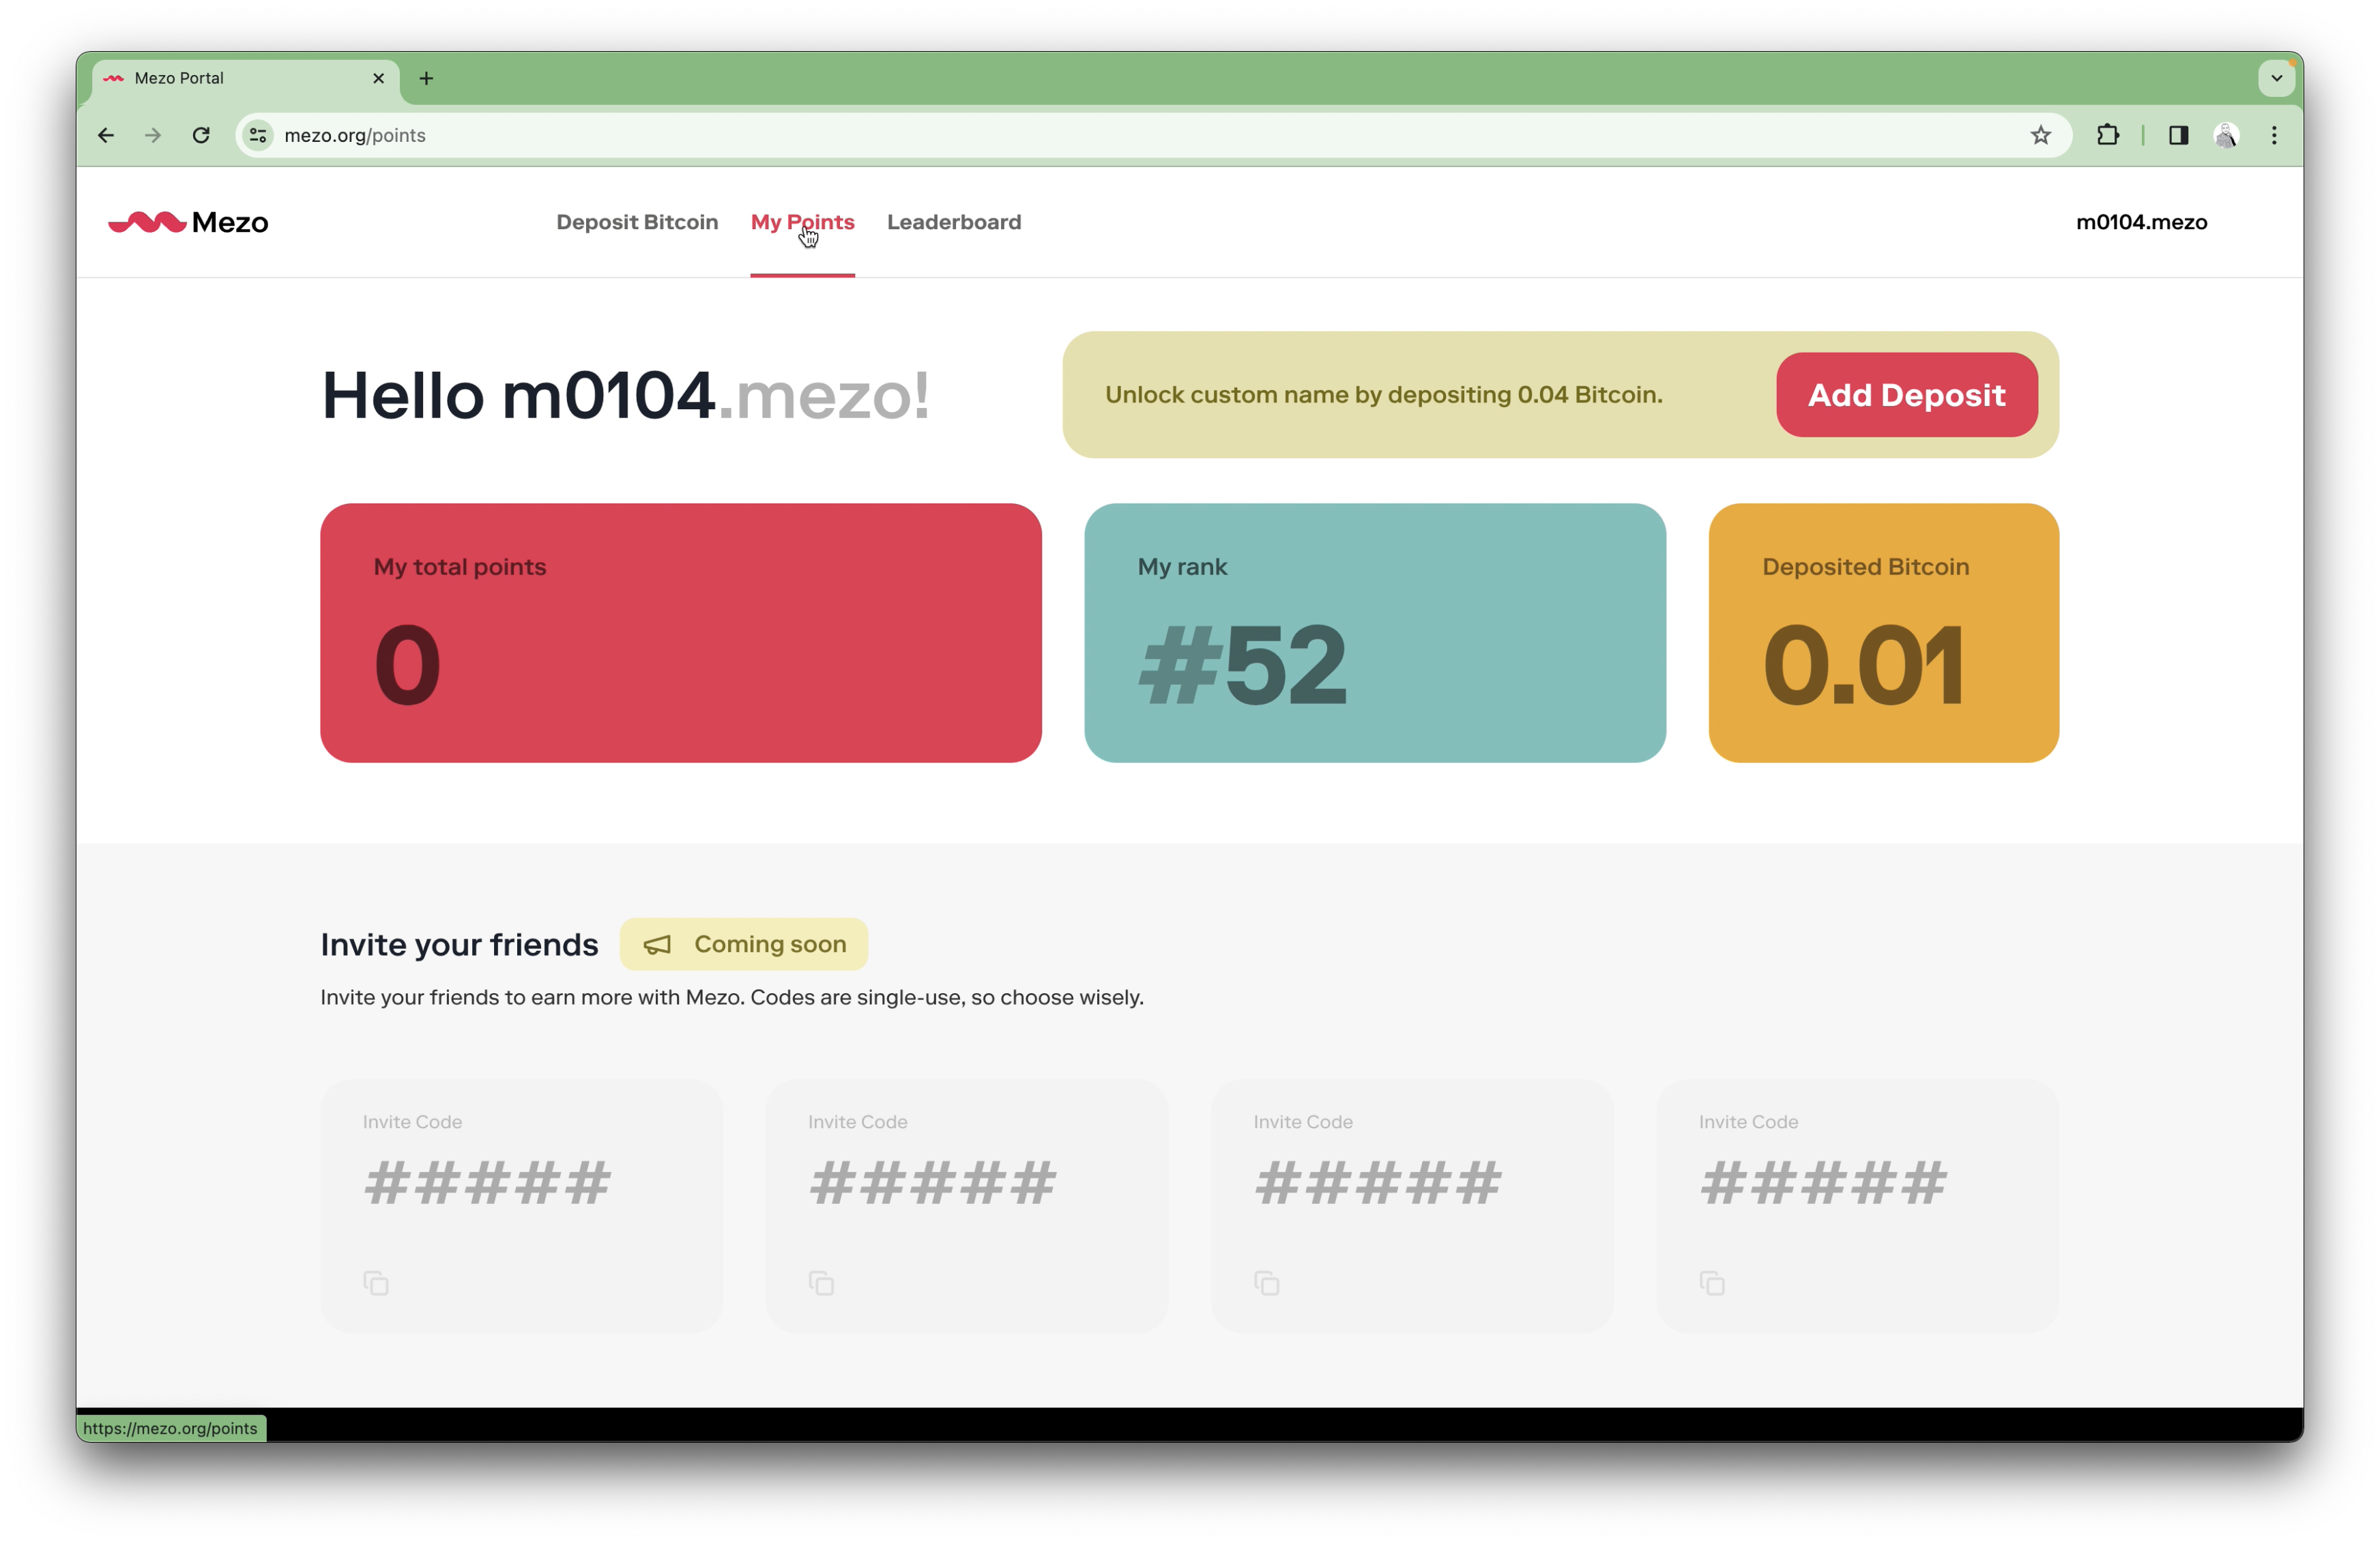 Mezo Portal
mezo.org/points
Mezo
Deposit Bitcoin
My Points
Leaderboard
m0104.mezo
Hello m0104.mezo!
Unlock custom name by depositing 0.04 Bitcoin.
Add Deposit
My total points
0
My rank
#52
Deposited Bitcoin
0.01
Invite your friends
Coming soon
Invite your friends to earn more with Mezo. Codes are single-use, so choose wisely.
Invite Code
#####
Invite Code
#####
Invite Code
#####
Invite Code
#####
https://mezo.org/points